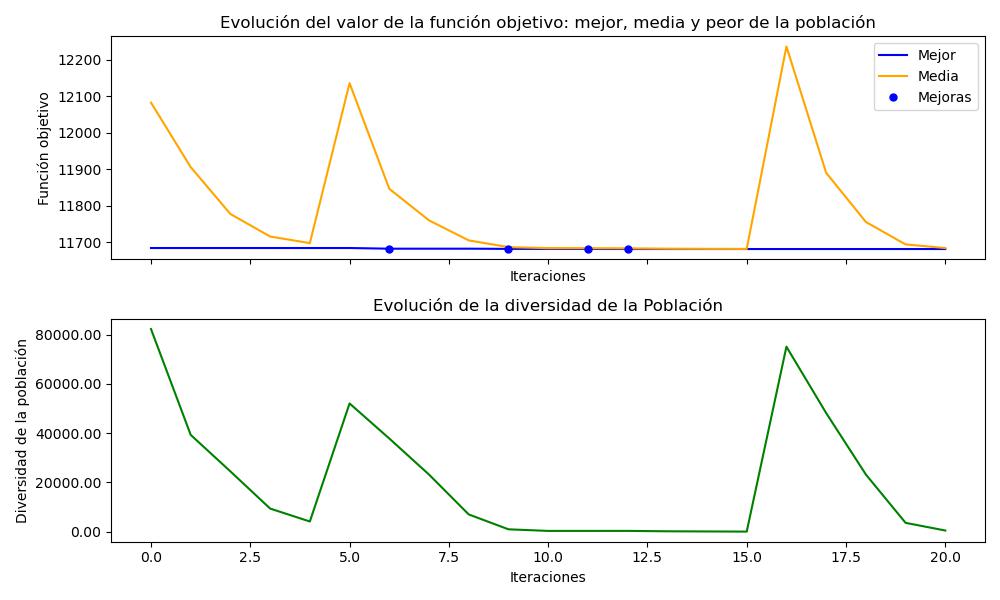 Evolución del valor de la función objetivo: mejor, media y peor de la población
Función objetivo
12200
12100
12000
11900
11800
11700
Mejor
Media
Mejoras
Iteraciones
Evolución de la diversidad de la Población
Diversidad de la población
80000.00
60000.00
40000.00
20000.00
0.00
0.0 2.5 5.0 7.5 10.0 12.5 15.0 17.5 20.0
Iteraciones